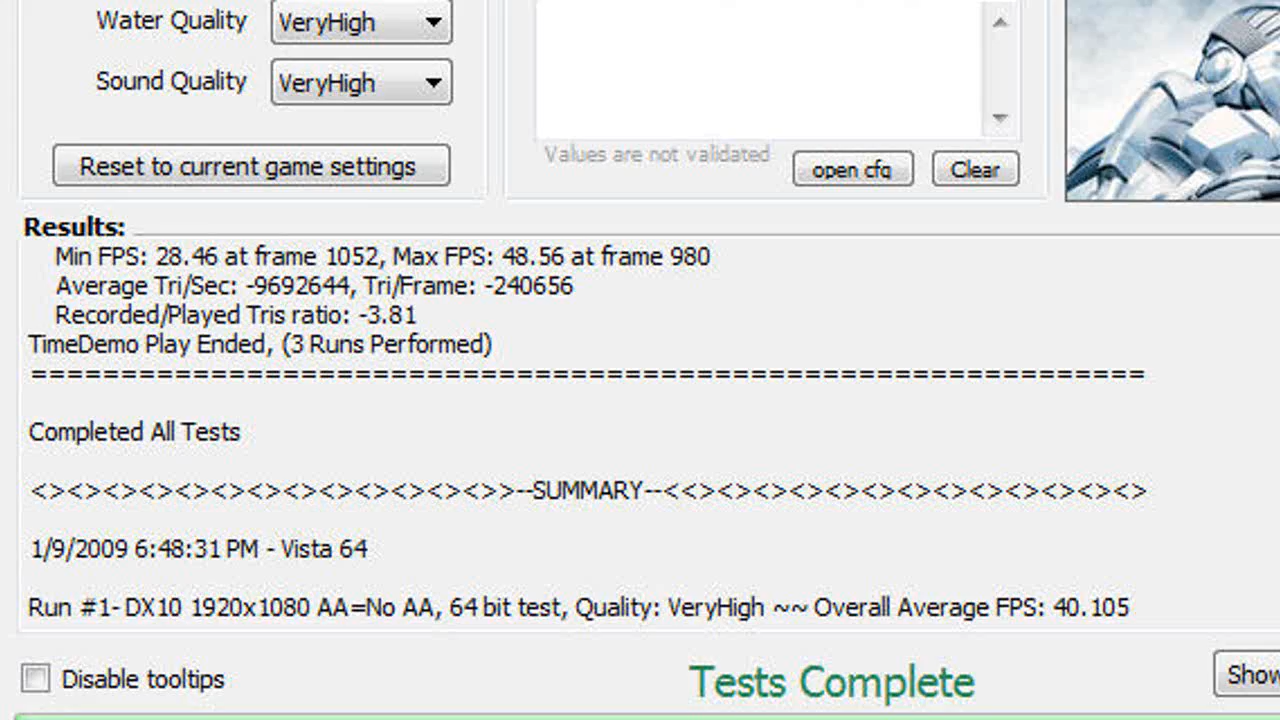 Water Quality VeryHigh
Sound Quality VeryHigh
Reset to current game settings
Values are not validated open cfg Clear
Results:
Min FPS: 28.46 at frame 1052, Max FPS: 48.56 at frame 980
Average Tri/Sec: -9692644, Tri/Frame: -240656
Recorded/Played Tris ratio: -3.81
TimeDemo Play Ended, (3 Runs Performed)
==============================================================
Completed All Tests
<><><><><><><><><><><><><>>--SUMMARY--<<><><><><><><><><><><><><>
1/9/2009 6:48:31 PM - Vista 64
Run #1- DX10 1920x1080 AA=No AA, 64 bit test, Quality: VeryHigh ~~ Overall Average FPS: 40.105
Disable tooltips
Tests Complete
Show